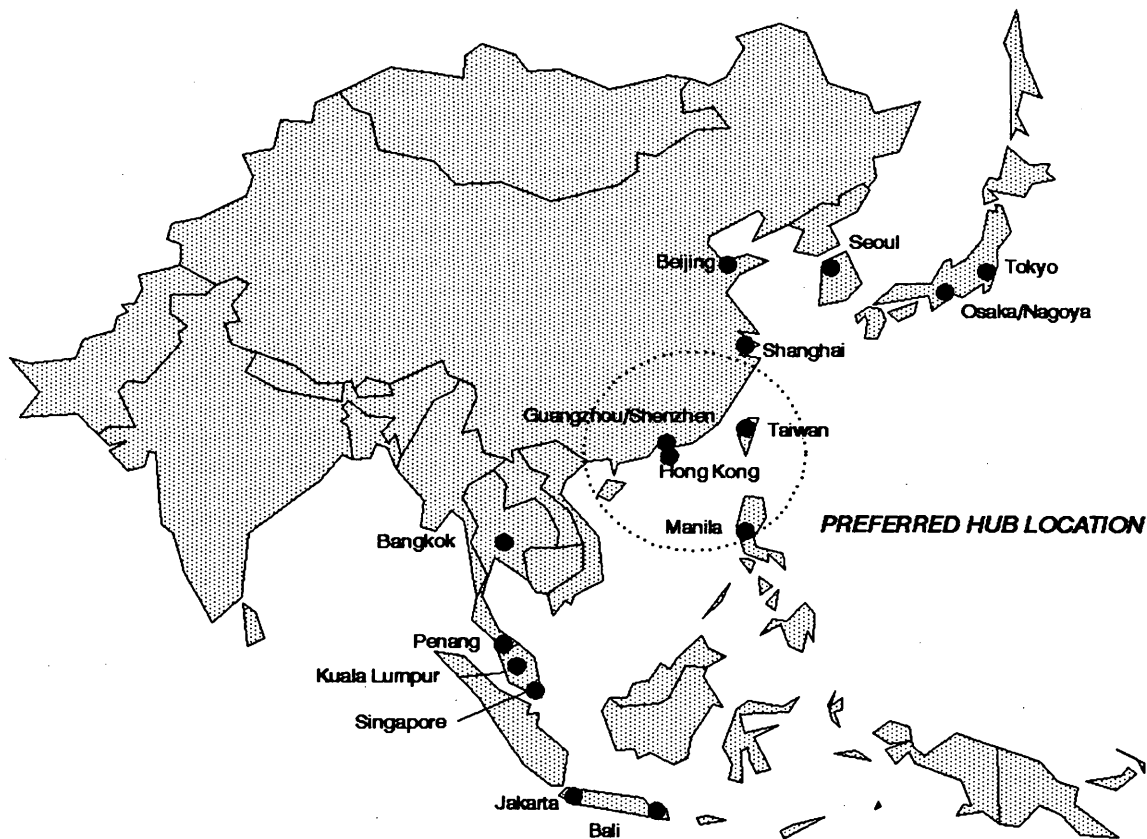 Seoul
Beijing
Tokyo
Osaka/Nagoya
Shanghai
Guangzhou/Shenzhen
Taiwan
Hong Kong
Manila
PREFERRED HUB LOCATION
Bangkok
Penang
Kuala Lumpur
Singapore
Jakarta
Bali